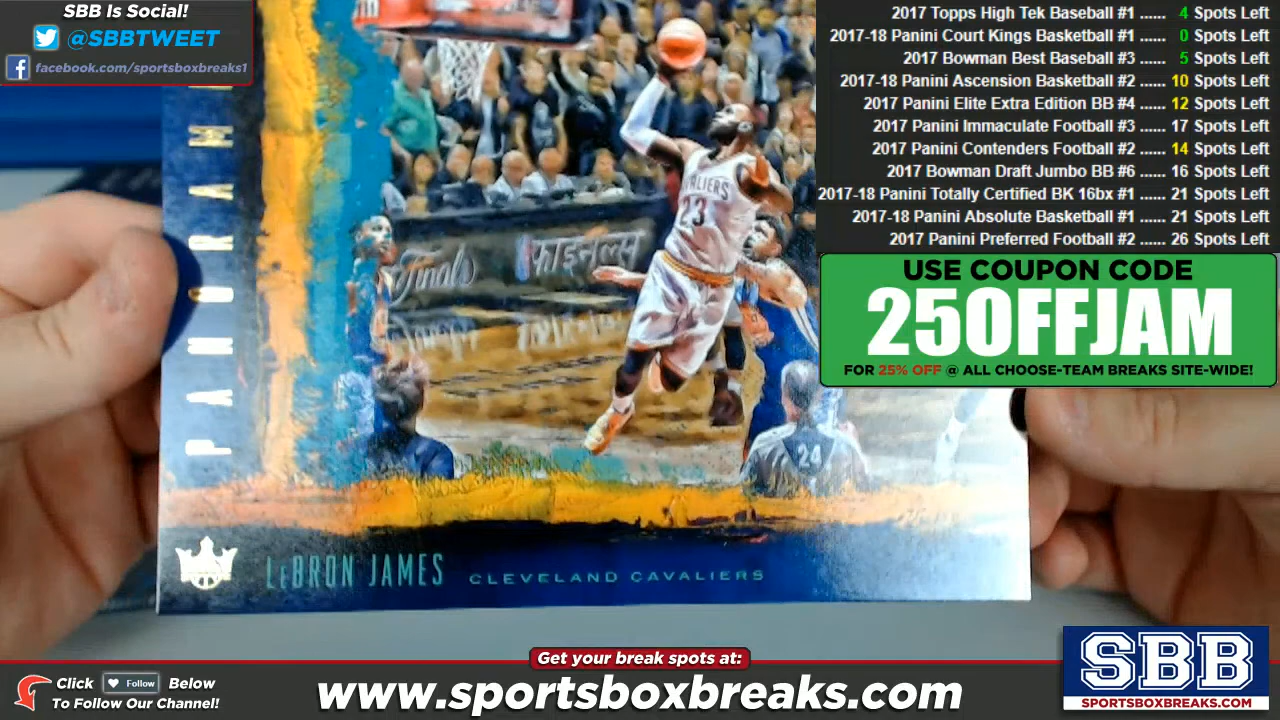 SBB Is Social!
@SBBTWEET
facebook.com/sportsboxbreaks1
2017 Topps High Tek Baseball #1 ...... 4 Spots Left
2017-18 Panini Court Kings Basketball #1 ...... 0 Spots Left
2017 Bowman Best Baseball #3 ...... 5 Spots Left
2017-18 Panini Ascension Basketball #2 ...... 10 Spots Left
2017 Panini Elite Extra Edition BB #4 ...... 12 Spots Left
2017 Panini Immaculate Football #3 ...... 17 Spots Left
2017 Panini Contenders Football #2 ...... 14 Spots Left
2017 Bowman Draft Jumbo BB #6 ...... 16 Spots Left
2017-18 Panini Totally Certified BK 16bx #1 ...... 21 Spots Left
2017-18 Panini Absolute Basketball #1 ...... 21 Spots Left
2017 Panini Preferred Football #2 ...... 26 Spots Left
USE COUPON CODE
25OFFJAM
FOR 25% OFF @ ALL CHOOSE-TEAM BREAKS SITE-WIDE!
PANORAM
CAVALIERS
23
Finals
फाइनल्स
24
LeBRON JAMES CLEVELAND CAVALIERS
Get your break spots at:
www.sportsboxbreaks.com
Click Follow Below
To Follow Our Channel!
SBB
SPORTSBOXBREAKS.COM